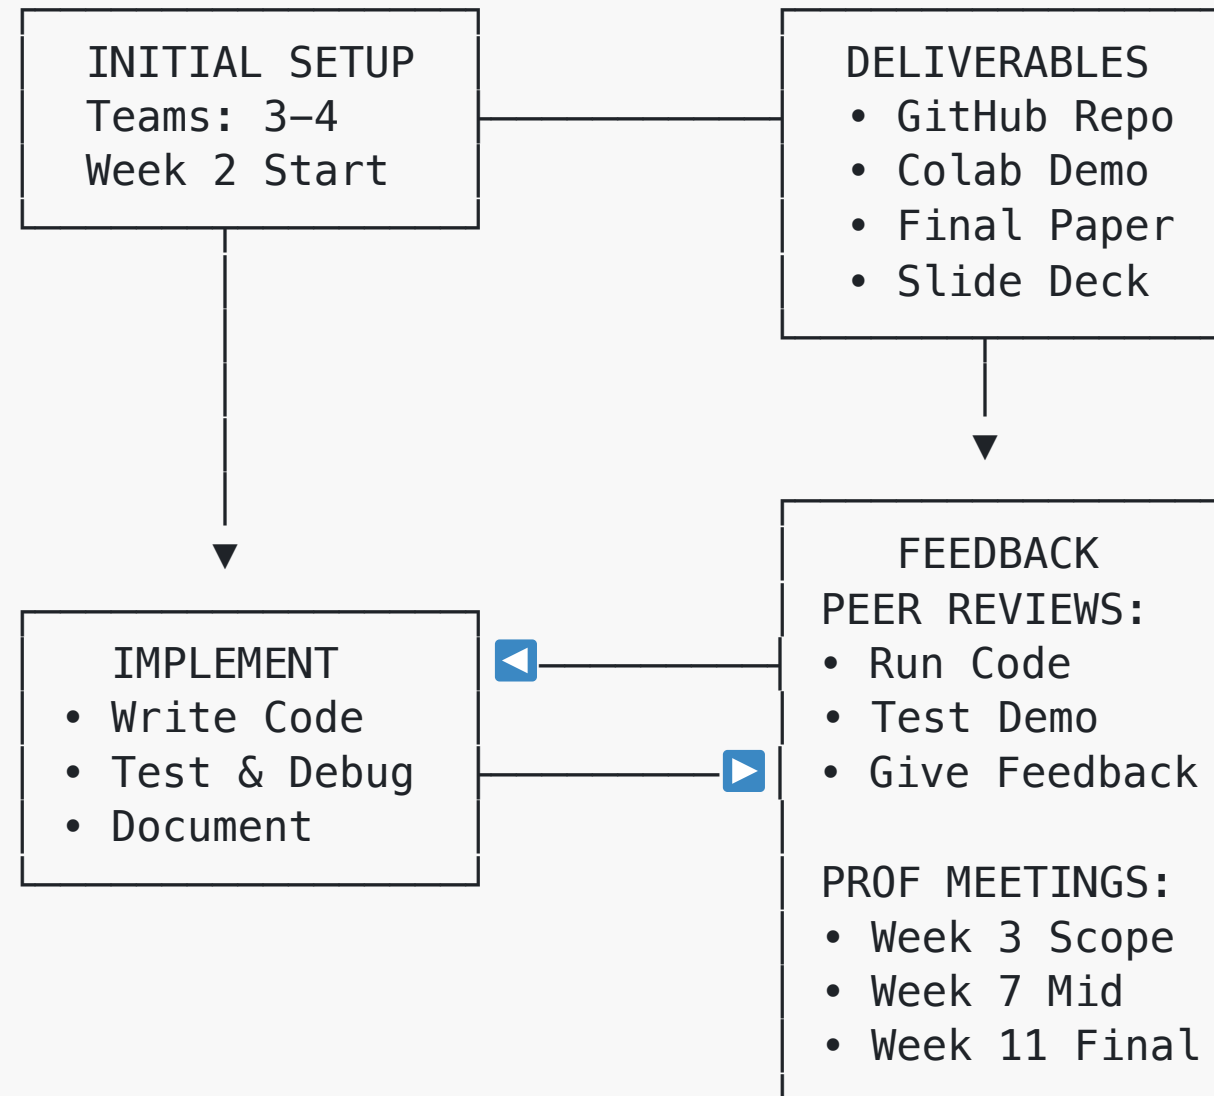 INITIAL SETUP
Teams: 3–4
Week 2 Start
DELIVERABLES
• GitHub Repo
• Colab Demo
• Final Paper
• Slide Deck
IMPLEMENT
• Write Code
• Test & Debug
• Document
FEEDBACK
PEER REVIEWS:
• Run Code
• Test Demo
• Give Feedback
PROF MEETINGS:
• Week 3 Scope
• Week 7 Mid
• Week 11 Final